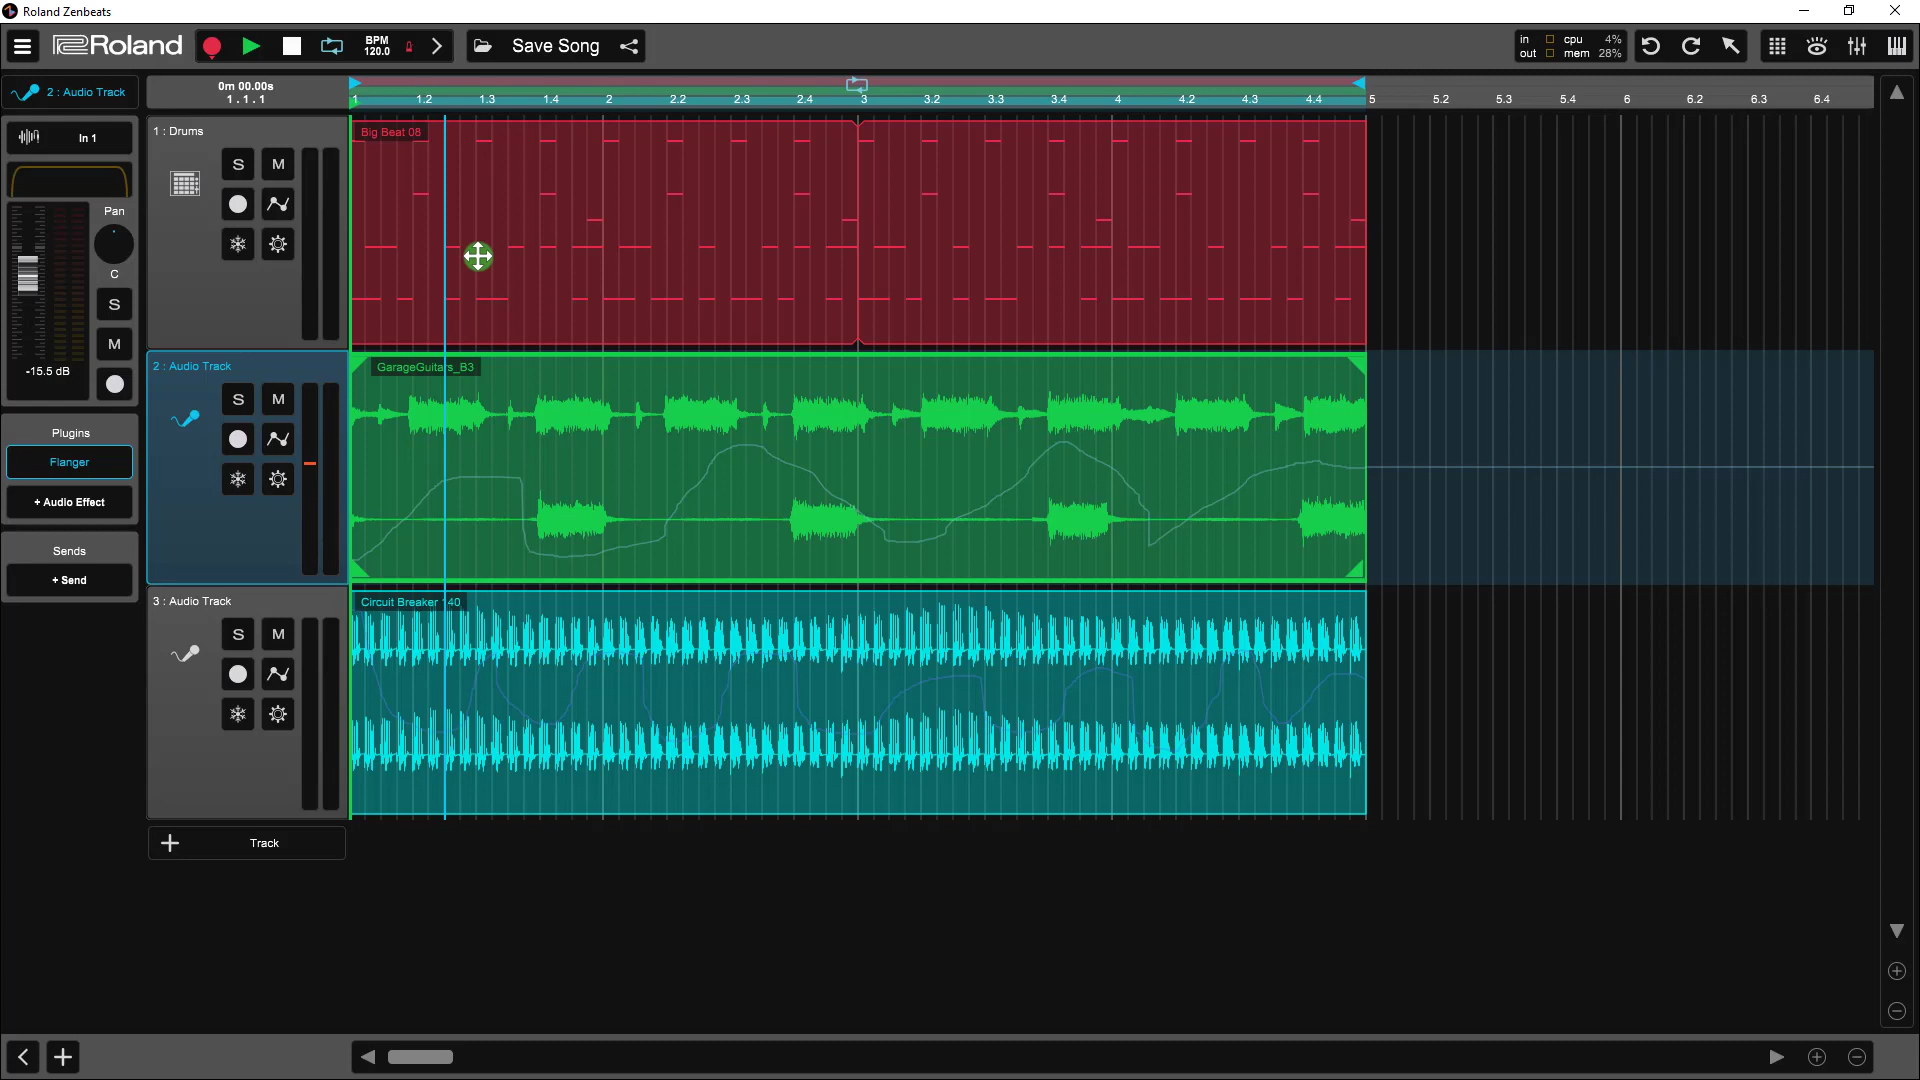 Roland Zenbeats
Roland
BPM
120.0
Save Song
in
out
cpu 4%
mem 28%
2 : Audio Track
0m 00.00s
1 . 1 . 1
1 1.2 1.3 1.4 2 2.2 2.3 2.4 3 3.2 3.3 3.4 4 4.2 4.3 4.4 5 5.2 5.3 5.4 6 6.2 6.3 6.4
In 1
Pan
C
S
M
-15.5 dB
Plugins
Flanger
+ Audio Effect
Sends
+ Send
1 : Drums
S M
Big Beat 08
2 : Audio Track
S M
GarageGuitars_B3
3 : Audio Track
S M
Circuit Breaker 140
Track